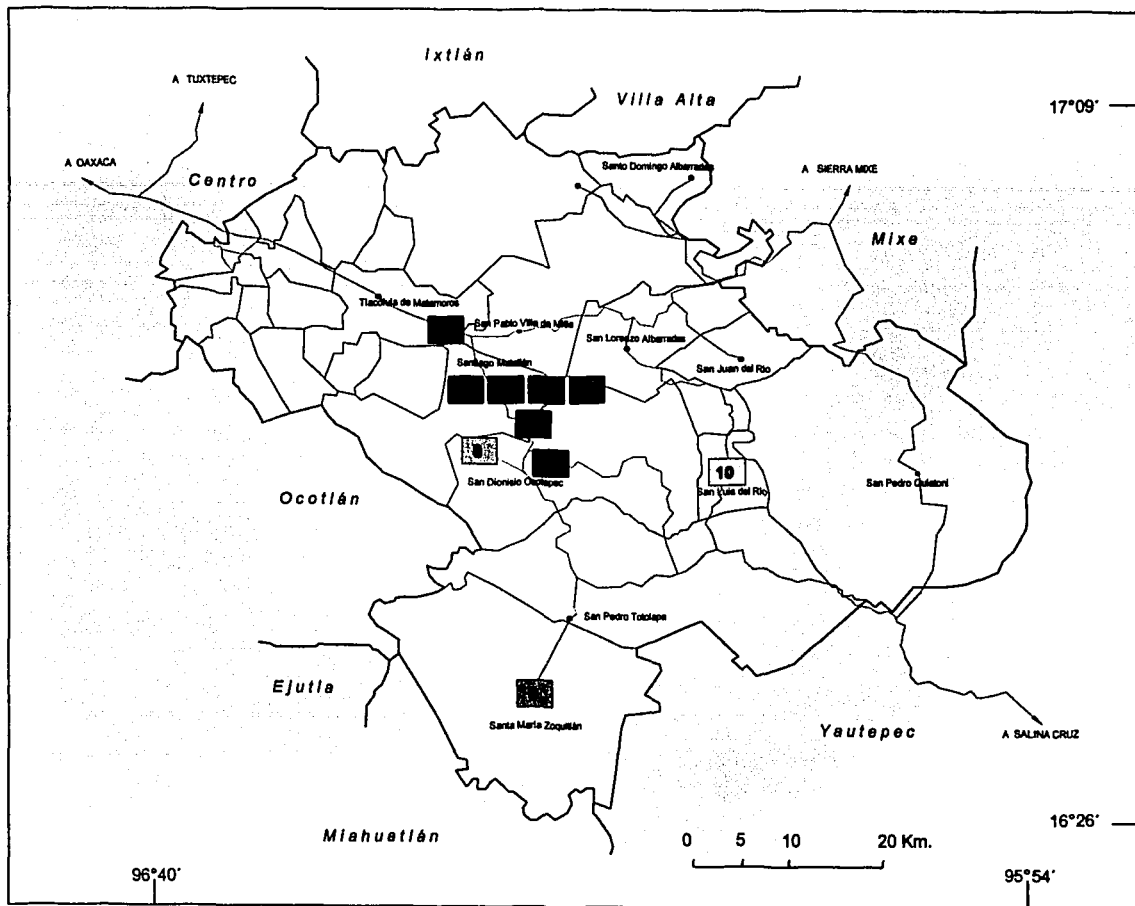 Ixtlán
A TUXTEPEC
Villa Alta
17°09'
A OAXACA
Centro
Santo Domingo Albarradas
A SIERRA MIXE
Mixe
Tlacolula de Matamoros
San Pablo Villa de Mitla
San Lorenzo Albarradas
Santiago Matatlán
San Juan del Río
10
San Dionisio Ocotepec
San Luis del Río
San Pedro Quiatoni
Ocotlán
San Pedro Totolapa
Ejutla
Santa María Zoquitlán
Yautepec
A SALINA CRUZ
16°26'
Miahuatlán
0 5 10 20 Km.
96°40'
95°54'